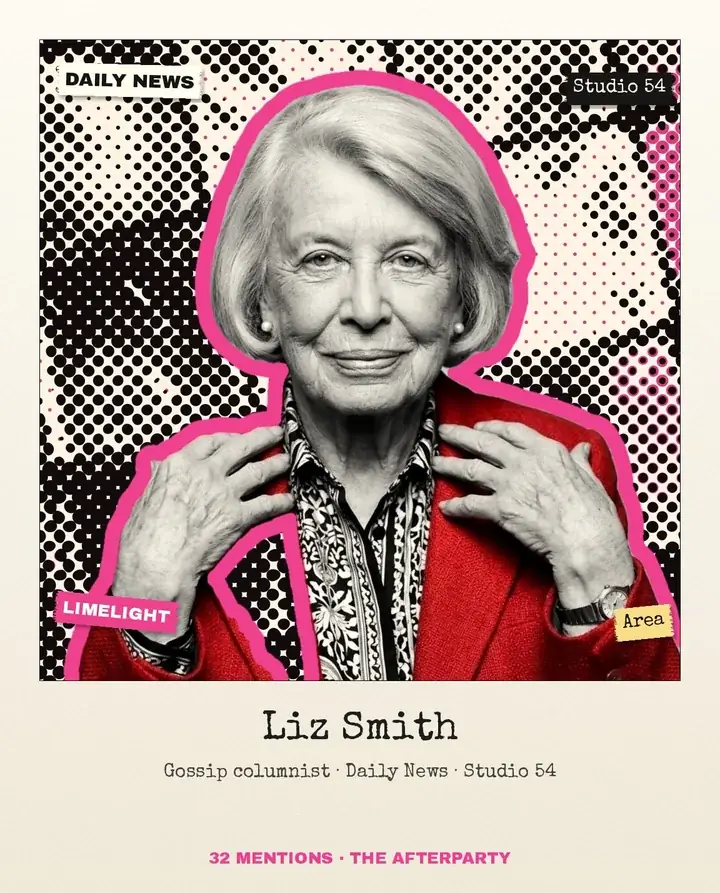 DAILY NEWS
Studio 54
LIMELIGHT
Area
Liz Smith
Gossip columnist · Daily News · Studio 54
32 MENTIONS · THE AFTERPARTY